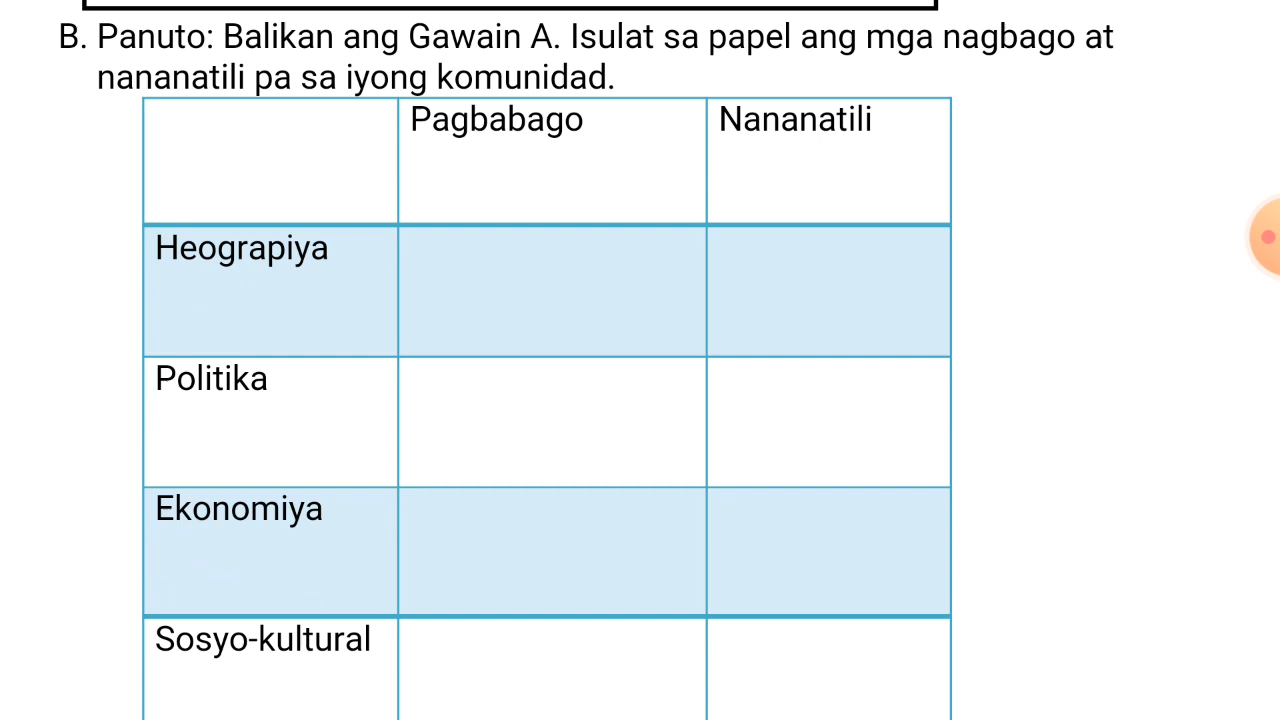 B. Panuto: Balikan ang Gawain A. Isulat sa papel ang mga nagbago at
nananatili pa sa iyong komunidad.
Pagbabago Nananatili
Heograpiya
Politika
Ekonomiya
Sosyo-kultural